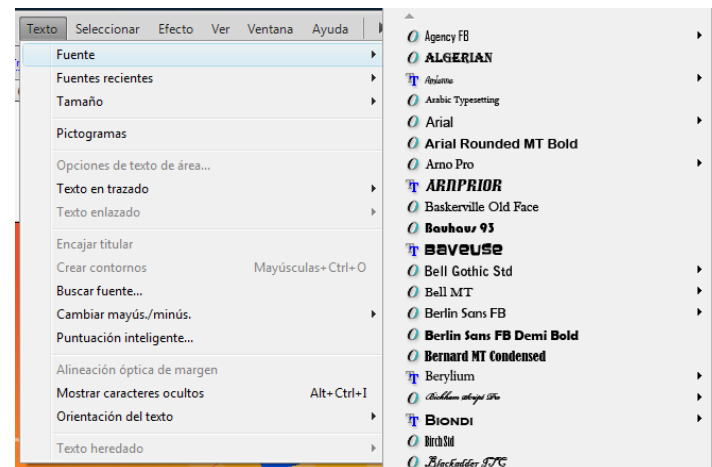 Texto Seleccionar Efecto Ver Ventana Ayuda
Fuente
Fuentes recientes
Tamaño
Pictogramas
Opciones de texto de área...
Texto en trazado
Texto enlazado
Encajar titular
Crear contornos Mayúsculas+Ctrl+O
Buscar fuente...
Cambiar mayús./minús.
Puntuación inteligente...
Alineación óptica de margen
Mostrar caracteres ocultos Alt+Ctrl+I
Orientación del texto
Texto heredado
Agency FB
ALGERIAN
Arabic Typesetting
Arial
Arial Rounded MT Bold
Arno Pro
ARNPRIOR
Baskerville Old Face
Bauhaus 93
Baveuse
Bell Gothic Std
Bell MT
Berlin Sans FB
Berlin Sans FB Demi Bold
Bernard MT Condensed
Berylium
Bickham Script Pro
Biondi
Birch Std
Blackadder ITC